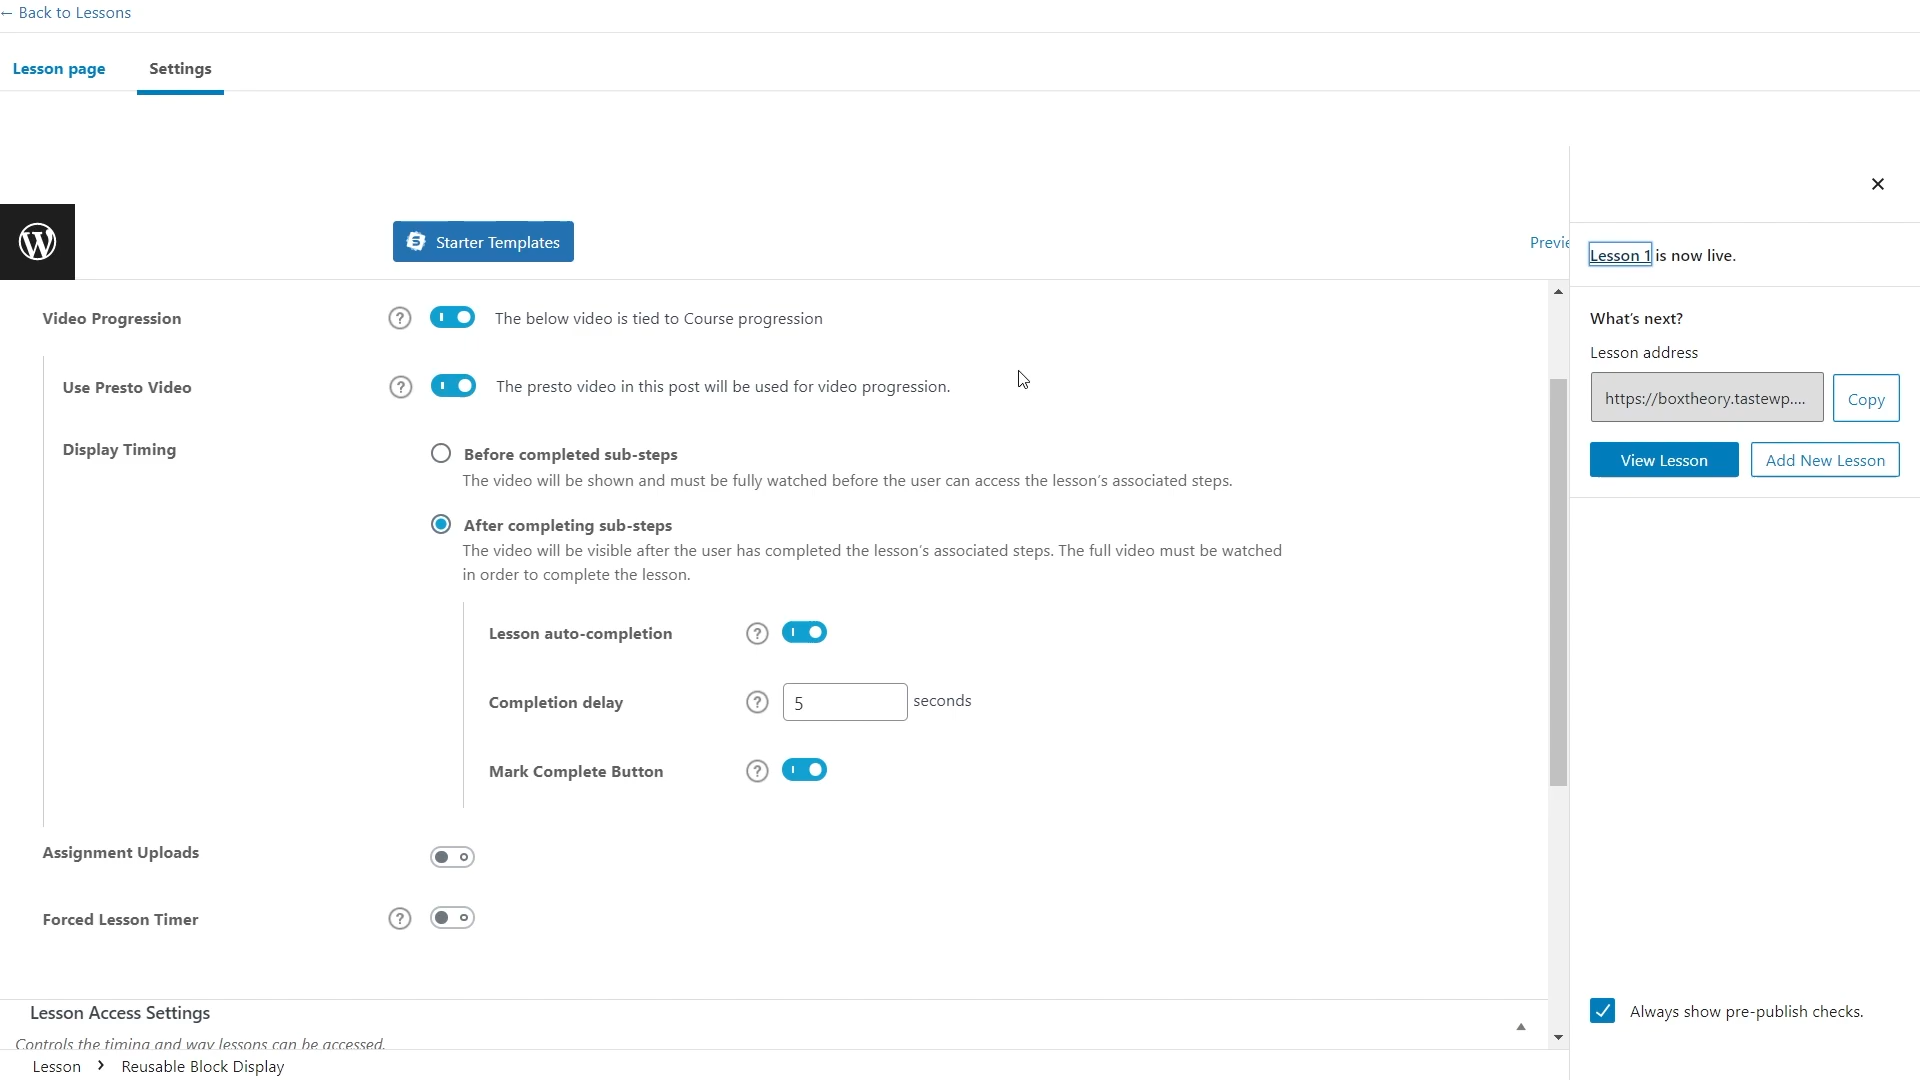 ← Back to Lessons
Lesson page
Settings
Starter Templates
Lesson 1 is now live.
Video Progression
? The below video is tied to Course progression
What's next?
Lesson address
Use Presto Video
? The presto video in this post will be used for video progression.
https://boxtheory.tastewp....
Copy
Display Timing
Before completed sub-steps
View Lesson
Add New Lesson
The video will be shown and must be fully watched before the user can access the lesson's associated steps.
After completing sub-steps
The video will be visible after the user has completed the lesson's associated steps. The full video must be watched
in order to complete the lesson.
Lesson auto-completion
?
Completion delay
? 5 seconds
Mark Complete Button
?
Assignment Uploads
Forced Lesson Timer
?
Lesson Access Settings
Always show pre-publish checks.
Controls the timing and way lessons can be accessed.
Lesson > Reusable Block Display